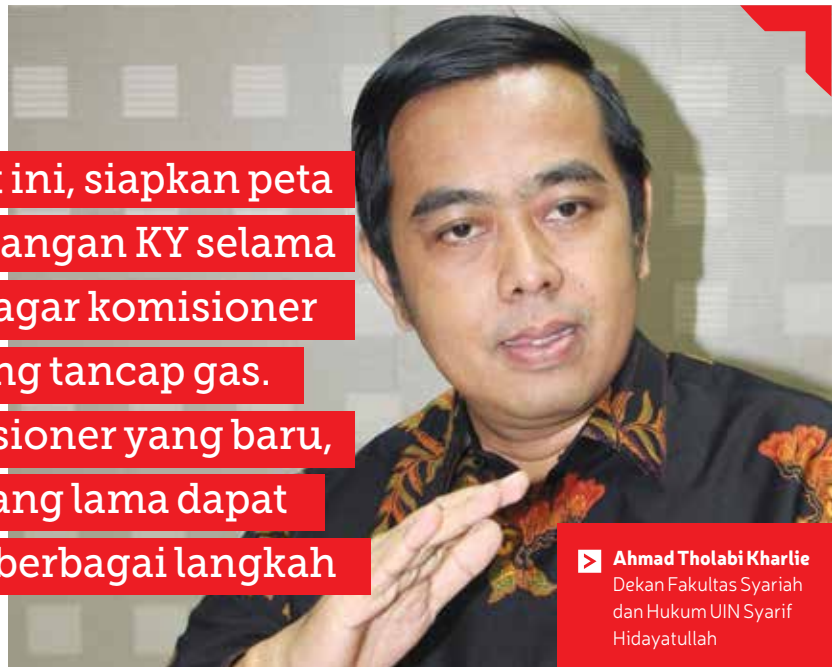 t ini, siapkan peta
angan KY selama
agar komisioner
ng tancap gas.
sioner yang baru,
ang lama dapat
berbagai langkah
Ahmad Tholabi Kharlie
Dekan Fakultas Syariah
dan Hukum UIN Syarif
Hidayatullah